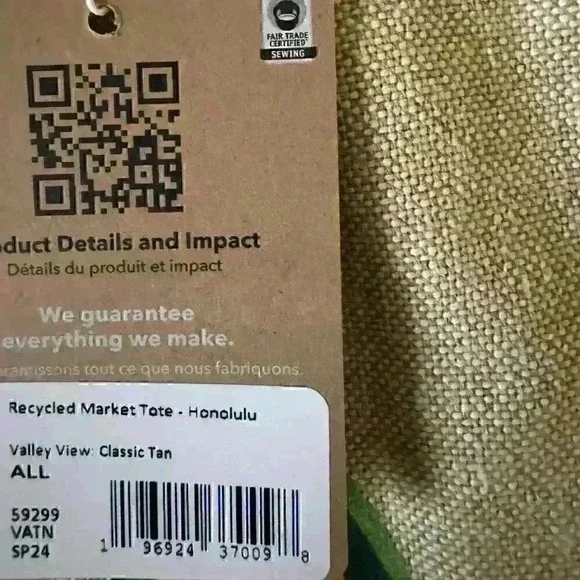 FAIR TRADE
CERTIFIED™
SEWING
duct Details and Impact
Détails du produit et impact
We guarantee
everything we make.
rantissons tout ce que nous fabriquons.
Recycled Market Tote - Honolulu
Valley View: Classic Tan
ALL
59299
VATN
SP24
1 96924 37009 8